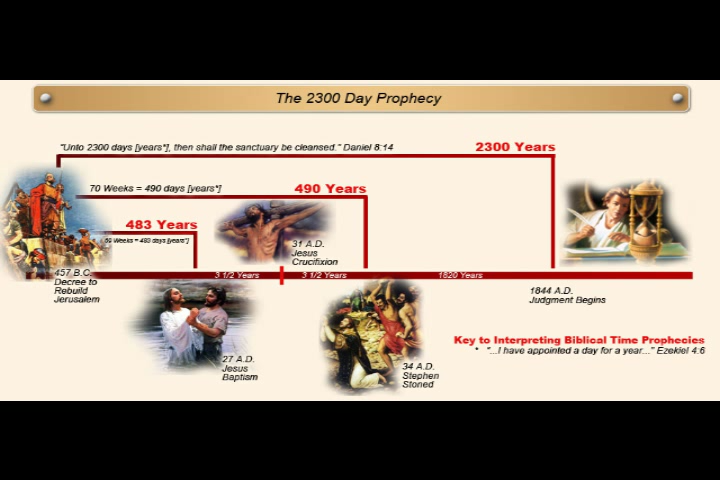 The 2300 Day Prophecy
"Unto 2300 days [years*], then shall the sanctuary be cleansed." Daniel 8:14
2300 Years
70 Weeks = 490 days [years*]
490 Years
483 Years
69 Weeks = 483 days [years*]
31 A.D.
Jesus
Crucifixion
457 B.C.
Decree to
Rebuild
Jerusalem
3 1/2 Years
3 1/2 Years
1820 Years
1844 A.D.
Judgment Begins
27 A.D.
Jesus
Baptism
34 A.D.
Stephen
Stoned
Key to Interpreting Biblical Time Prophecies
• "...I have appointed a day for a year..." Ezekiel 4:6